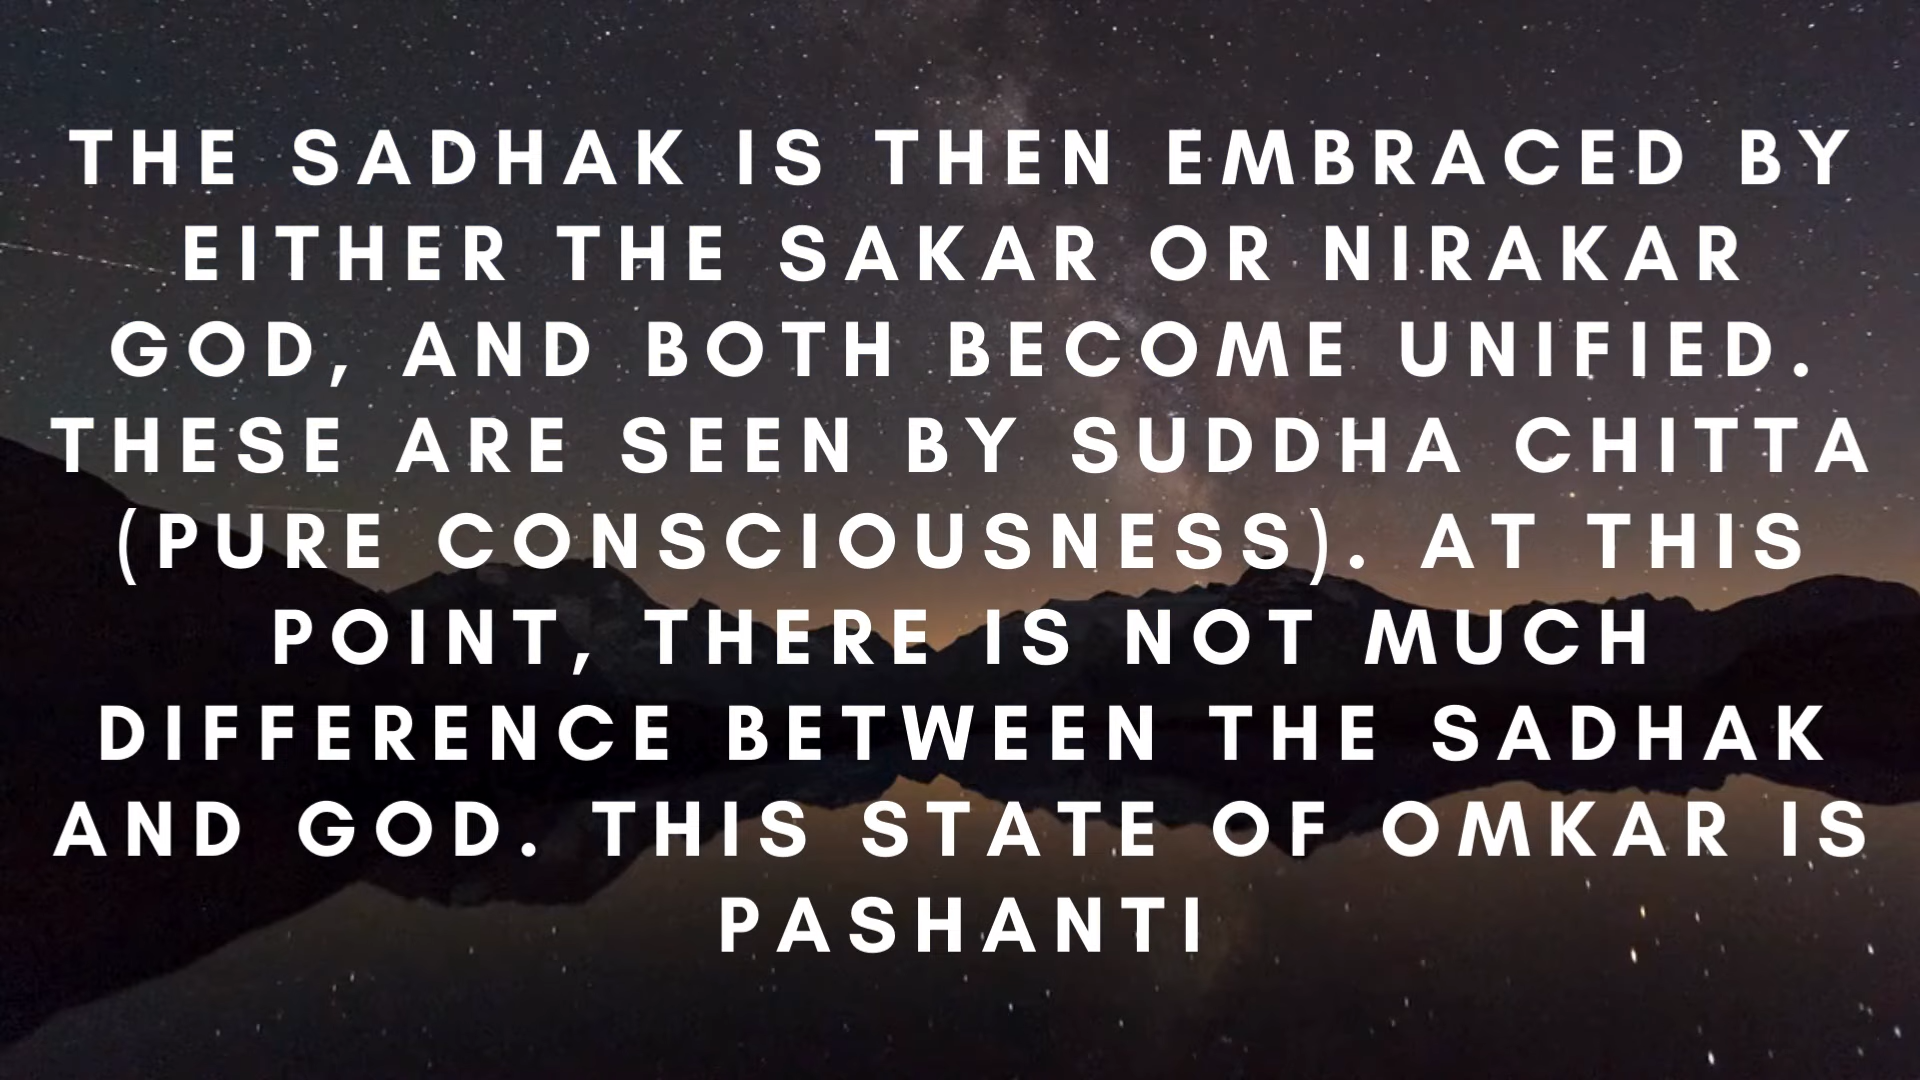 THE SADHAK IS THEN EMBRACED BY
EITHER THE SAKAR OR NIRAKAR
GOD, AND BOTH BECOME UNIFIED.
THESE ARE SEEN BY SUDDHA CHITTA
(PURE CONSCIOUSNESS). AT THIS
POINT, THERE IS NOT MUCH
DIFFERENCE BETWEEN THE SADHAK
AND GOD. THIS STATE OF OMKAR IS
PASHANTI